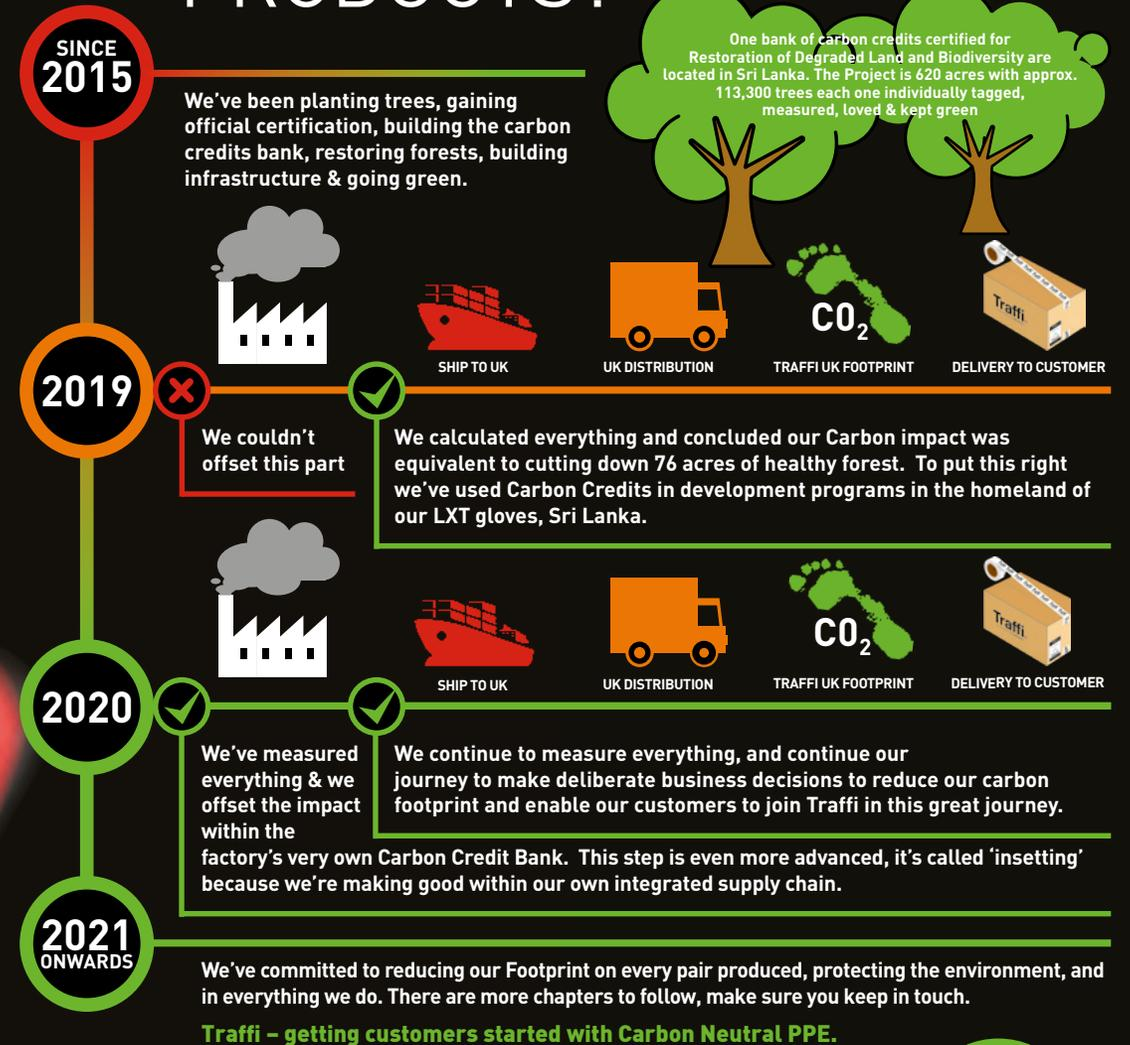 PRODUCTS?
SINCE
2015
We've been planting trees, gaining
official certification, building the carbon
credits bank, restoring forests, building
infrastructure & going green.
One bank of carbon credits certified for
Restoration of Degraded Land and Biodiversity are
located in Sri Lanka. The Project is 620 acres with approx.
113,300 trees each one individually tagged,
measured, loved & kept green
CO2
Traffi
SHIP TO UK
UK DISTRIBUTION
TRAFFI UK FOOTPRINT
DELIVERY TO CUSTOMER
2019
We couldn't
offset this part
We calculated everything and concluded our Carbon impact was
equivalent to cutting down 76 acres of healthy forest.  To put this right
we've used Carbon Credits in development programs in the homeland of
our LXT gloves, Sri Lanka.
CO2
Traffi
SHIP TO UK
UK DISTRIBUTION
TRAFFI UK FOOTPRINT
DELIVERY TO CUSTOMER
2020
We've measured
everything & we
offset the impact
within the
factory's very own Carbon Credit Bank.  This step is even more advanced, it's called 'insetting'
because we're making good within our own integrated supply chain.
We continue to measure everything, and continue our
journey to make deliberate business decisions to reduce our carbon
footprint and enable our customers to join Traffi in this great journey.
2021
ONWARDS
We've committed to reducing our Footprint on every pair produced, protecting the environment, and
in everything we do. There are more chapters to follow, make sure you keep in touch.
Traffi – getting customers started with Carbon Neutral PPE.